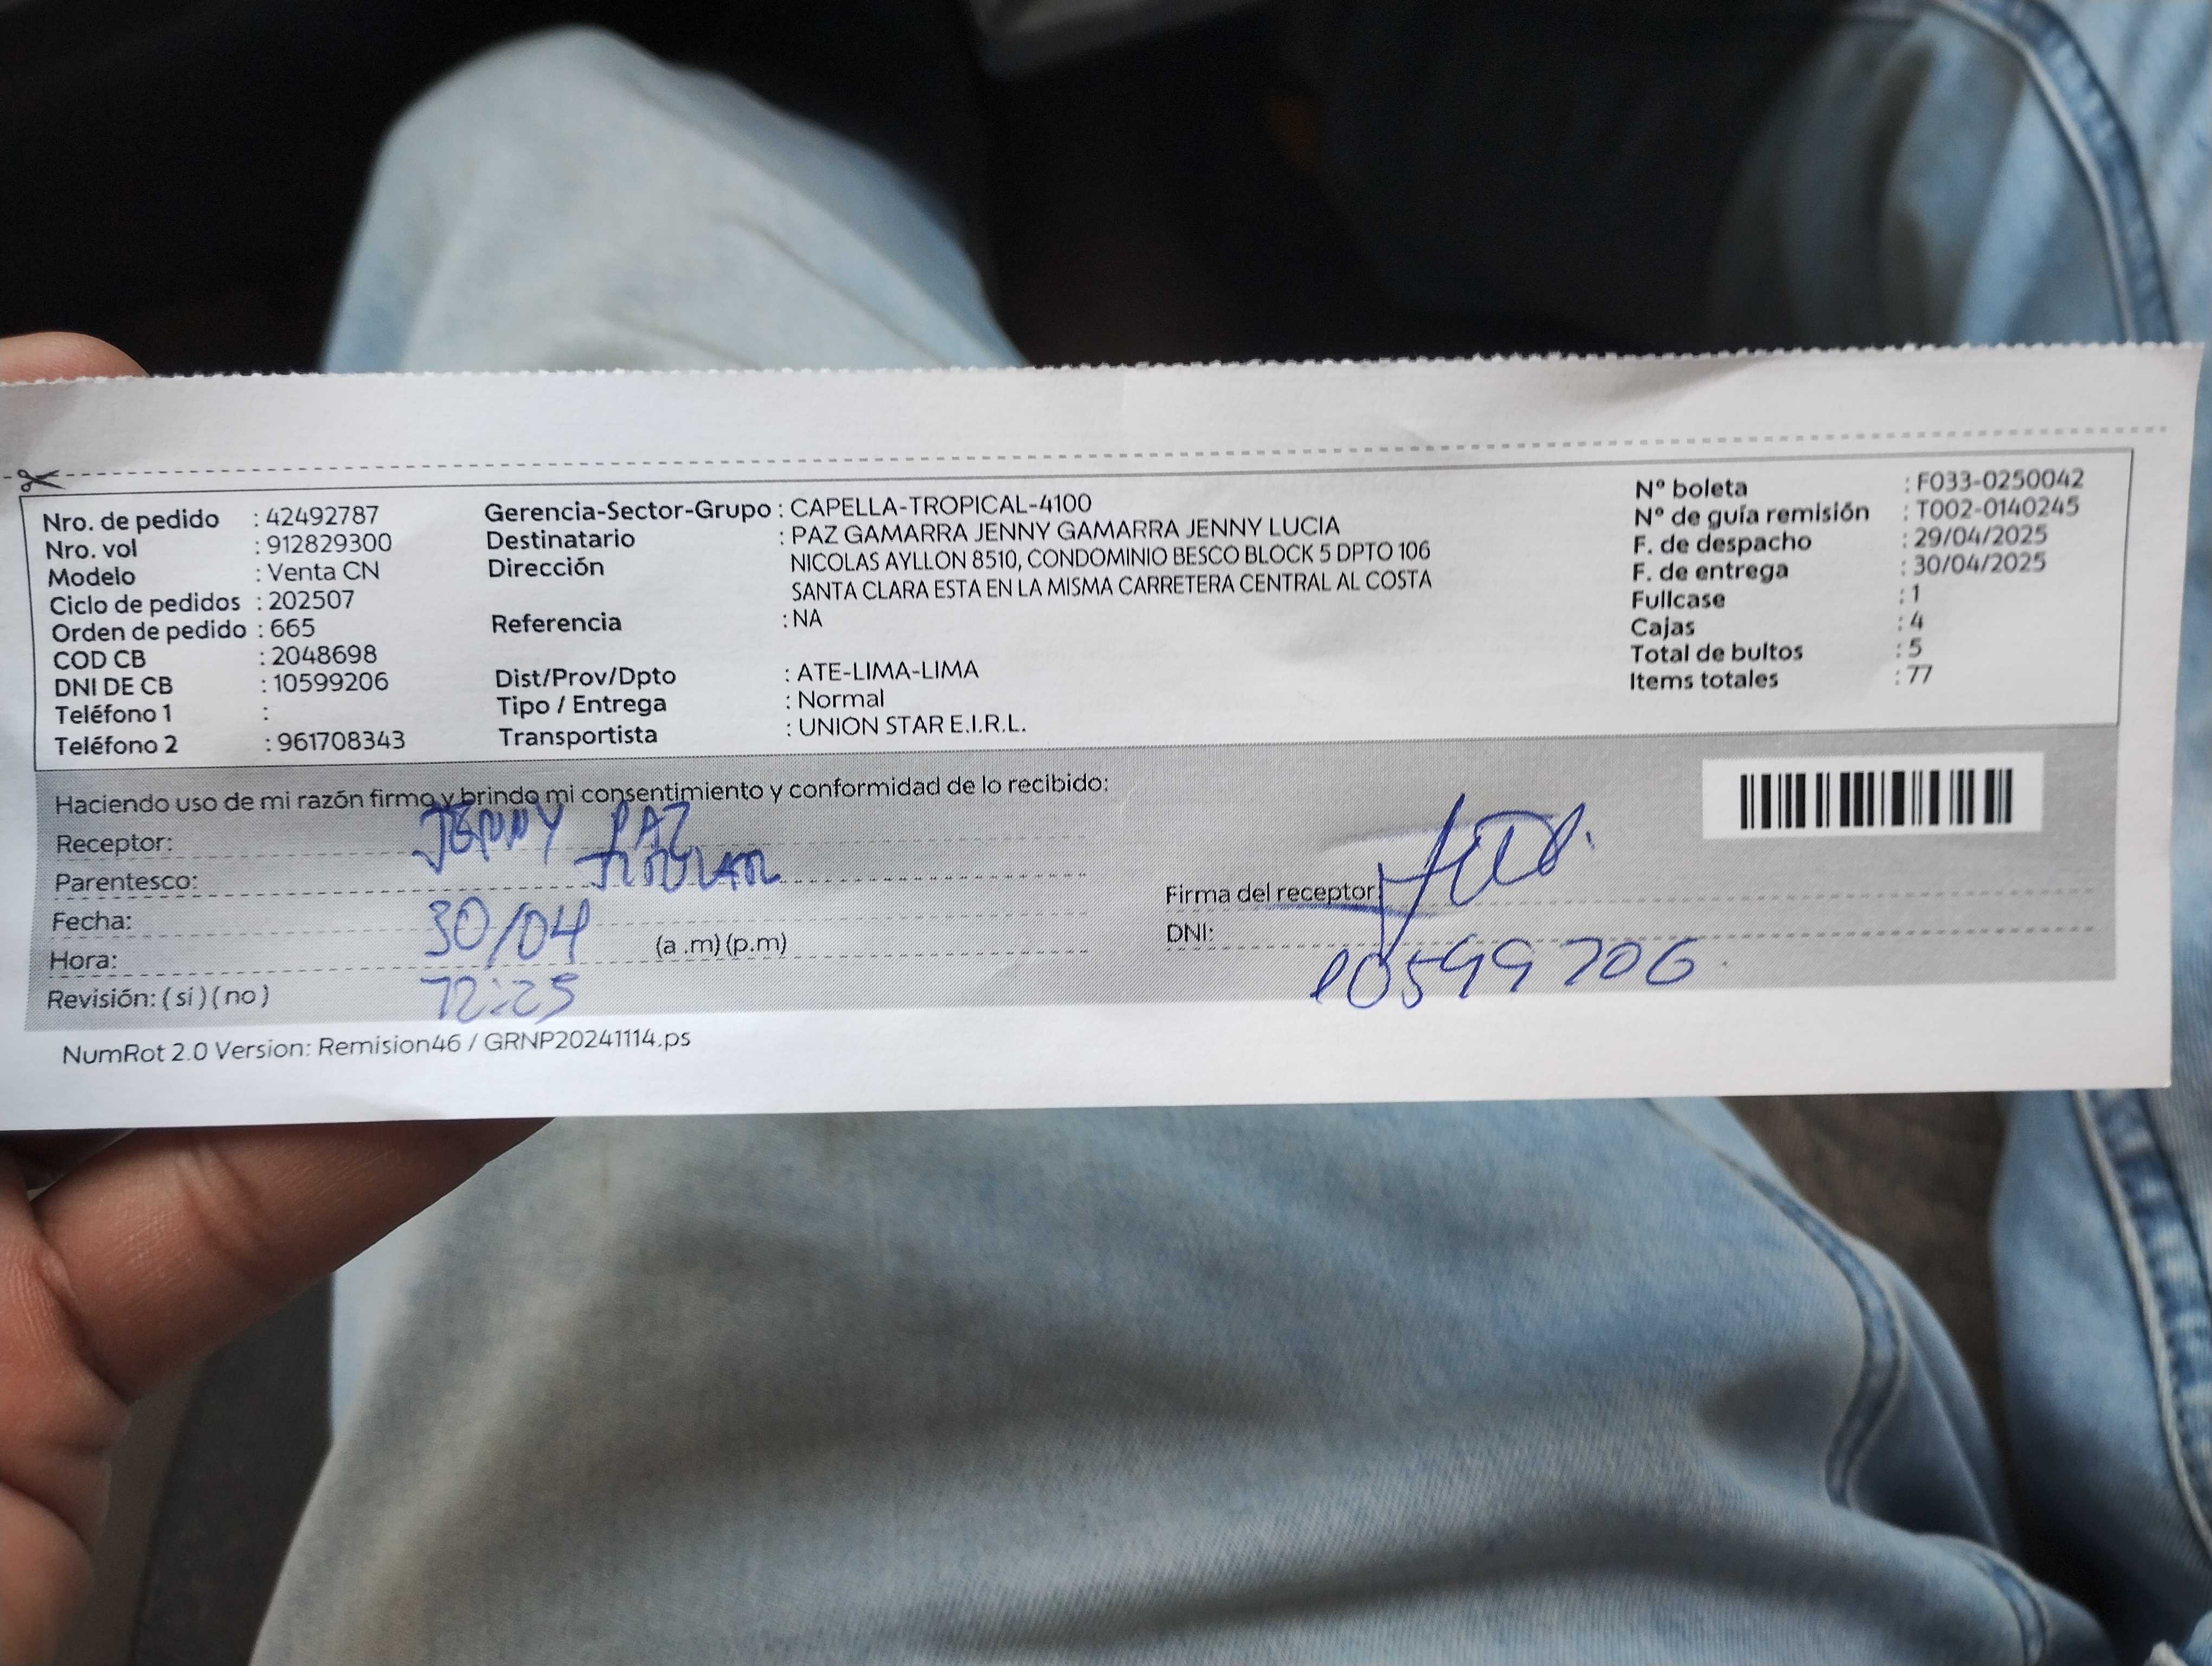 Nro. de pedido : 42492787
Nro. vol : 912829300
Modelo : Venta CN
Ciclo de pedidos : 202507
Orden de pedido : 665
COD CB : 2048698
DNI DE CB : 10599206
Teléfono 1 :
Teléfono 2 : 961708343
Gerencia-Sector-Grupo : CAPELLA-TROPICAL-4100
Destinatario : PAZ GAMARRA JENNY GAMARRA JENNY LUCIA
Dirección NICOLAS AYLLON 8510, CONDOMINIO BESCO BLOCK 5 DPTO 106
SANTA CLARA ESTA EN LA MISMA CARRETERA CENTRAL AL COSTA
Referencia : NA
Dist/Prov/Dpto : ATE-LIMA-LIMA
Tipo / Entrega : Normal
Transportista : UNION STAR E.I.R.L.
Nº boleta : F033-0250042
Nº de guía remisión : T002-0140245
F. de despacho : 29/04/2025
F. de entrega : 30/04/2025
Fullcase : 1
Cajas : 4
Total de bultos : 5
Items totales : 77
Haciendo uso de mi razón firmo y brindo mi consentimiento y conformidad de lo recibido:
Receptor: JENNY PAZ
Parentesco:
Fecha: 30/04
Hora: (a .m) (p.m)
Revisión: ( si ) ( no ) 12:25
Firma del receptor
DNI: 10599206
NumRot 2.0 Version: Remision46 / GRNP20241114.ps